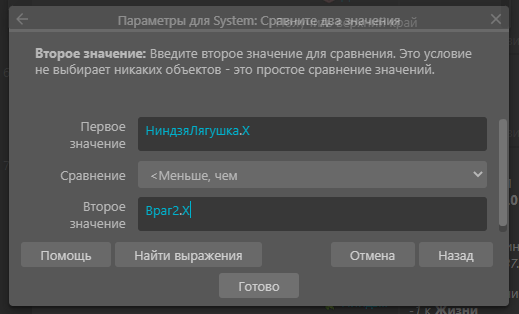 Параметры для System: Сравните два значения
Второе значение: Введите второе значение для сравнения. Это условие
не выбирает никаких объектов - это простое сравнение значений.
Первое
значение
НиндзяЛягушка.X
Сравнение
<Меньше, чем
Второе
значение
Враг2.X
Помощь
Найти выражения
Отмена
Назад
Готово
-1 к Жизни